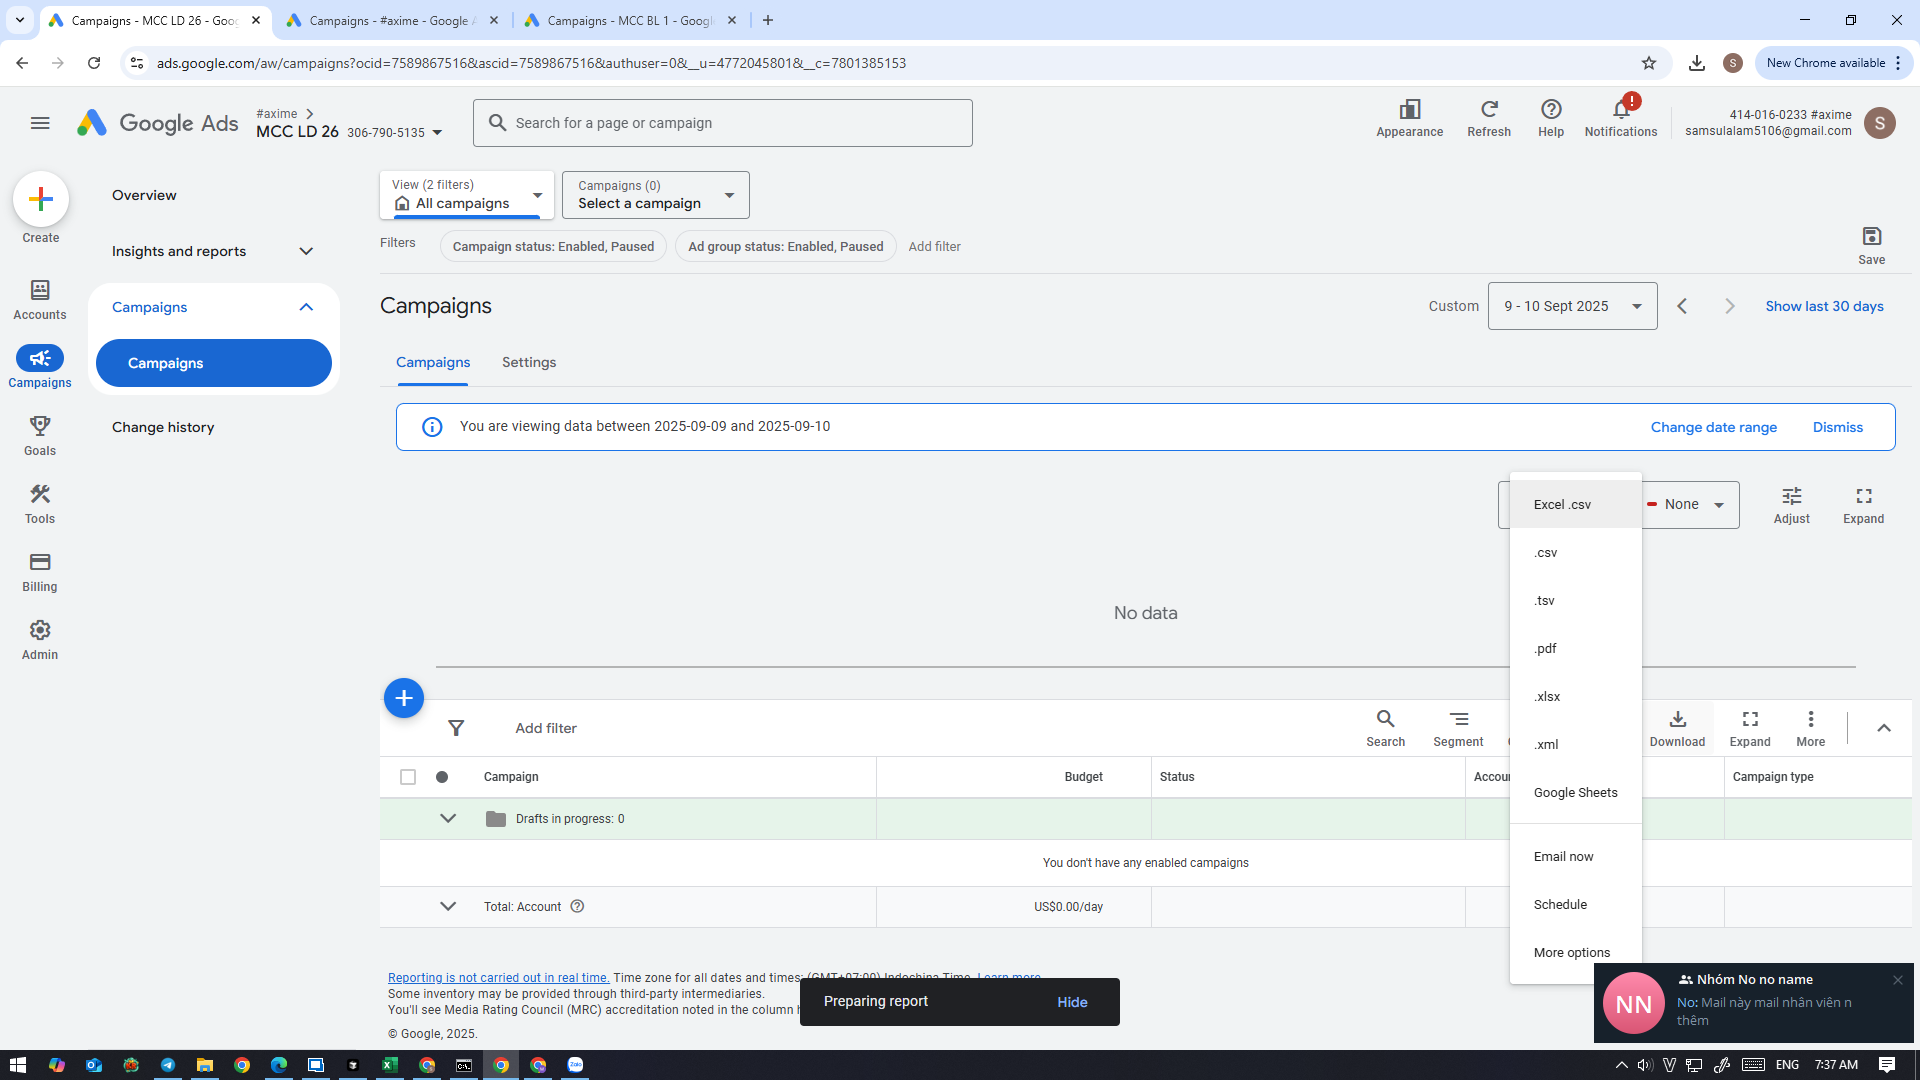 Campaigns - MCC LD 26 - Goog
Campaigns - #axime - Google A
Campaigns - MCC BL 1 - Google
ads.google.com/aw/campaigns?ocid=7589867516&ascid=7589867516&authuser=0&__u=4772045801&__c=7801385153
S
New Chrome available
Google Ads
#axime
MCC LD 26 306-790-5135
Search for a page or campaign
Appearance
Refresh
Help
!
Notifications
414-016-0233 #axime
samsulalam5106@gmail.com
S
Create
Accounts
Campaigns
Goals
Tools
Billing
Admin
Overview
Insights and reports
Campaigns
Campaigns
Change history
View (2 filters)
All campaigns
Campaigns (0)
Select a campaign
Filters
Campaign status: Enabled, Paused
Ad group status: Enabled, Paused
Add filter
Save
Campaigns
Custom
9 - 10 Sept 2025
Show last 30 days
Campaigns
Settings
You are viewing data between 2025-09-09 and 2025-09-10
Change date range
Dismiss
None
Adjust
Expand
No data
Excel .csv
.csv
.tsv
.pdf
.xlsx
.xml
Google Sheets
Email now
Schedule
More options
Add filter
Search
Segment
Download
Expand
More
Campaign
Budget
Status
Accou
Campaign type
Drafts in progress: 0
You don't have any enabled campaigns
Total: Account
US$0.00/day
Reporting is not carried out in real time. Time zone for all dates and times: (GMT+07:00) Indochina Time. Learn more
Some inventory may be provided through third-party intermediaries.
You'll see Media Rating Council (MRC) accreditation noted in the column h
© Google, 2025.
Preparing report
Hide
NN
Nhóm No no name
No: Mail này mail nhân viên n
thêm
Zalo
ENG
7:37 AM